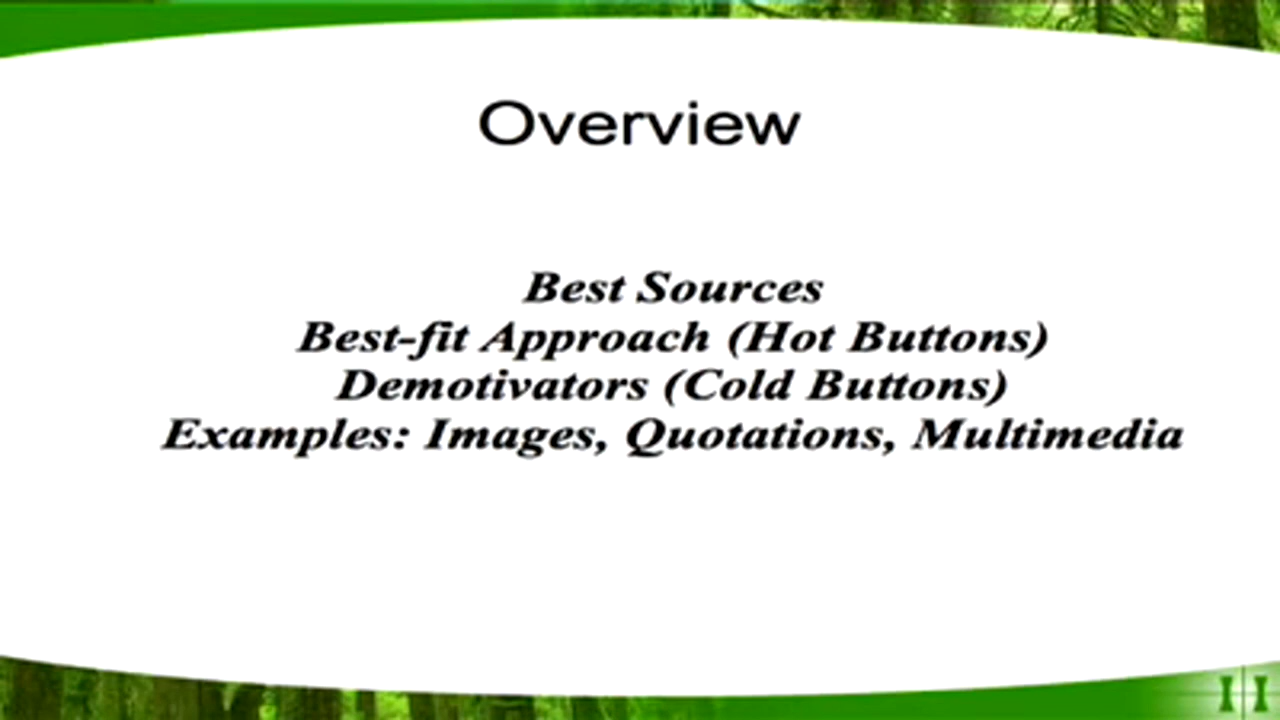 Overview
Best Sources
Best-fit Approach (Hot Buttons)
Demotivators (Cold Buttons)
Examples: Images, Quotations, Multimedia